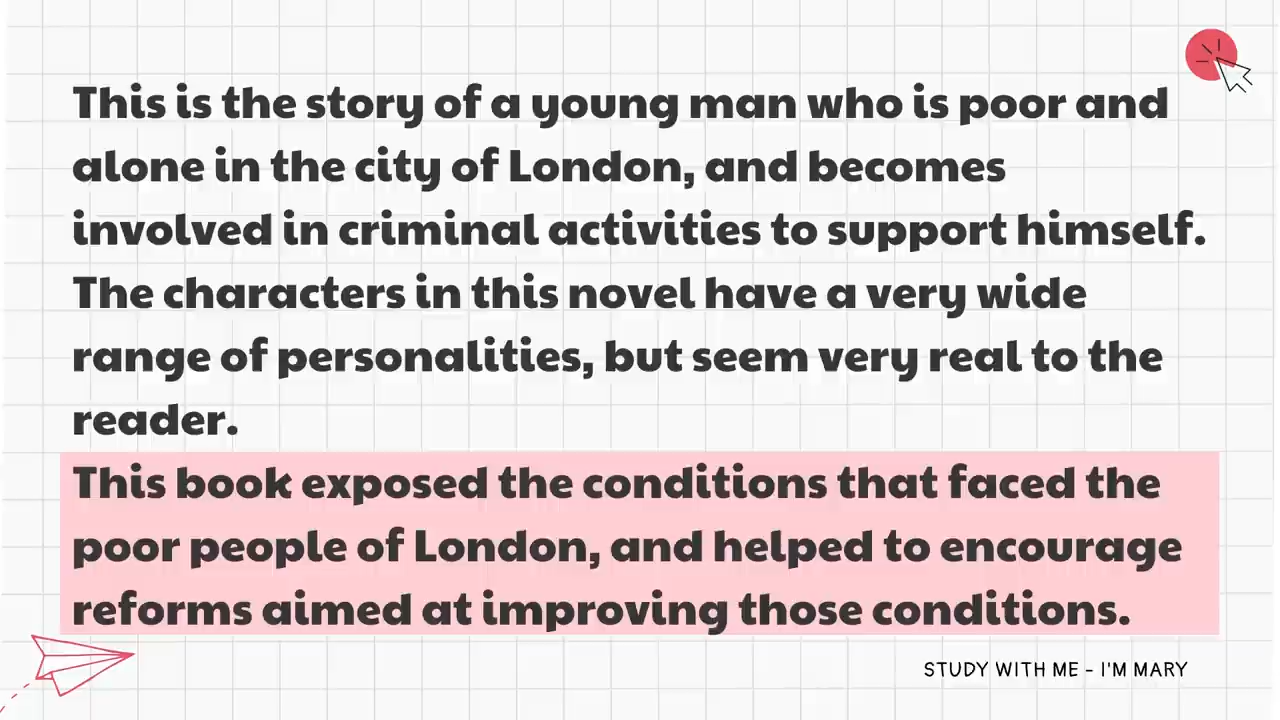 This is the story of a young man who is poor and
alone in the city of London, and becomes
involved in criminal activities to support himself.
The characters in this novel have a very wide
range of personalities, but seem very real to the
reader.
This book exposed the conditions that faced the
poor people of London, and helped to encourage
reforms aimed at improving those conditions.
STUDY WITH ME - I'M MARY